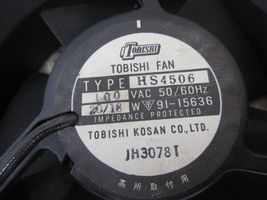 TOBISHI
TOBISHI FAN
TYPE HS4506
100 VAC 50/60Hz
20/18 W 91-15636
IMPEDANCE PROTECTED
TOBISHI KOSAN CO.,LTD.
JH3078T
高所取付用